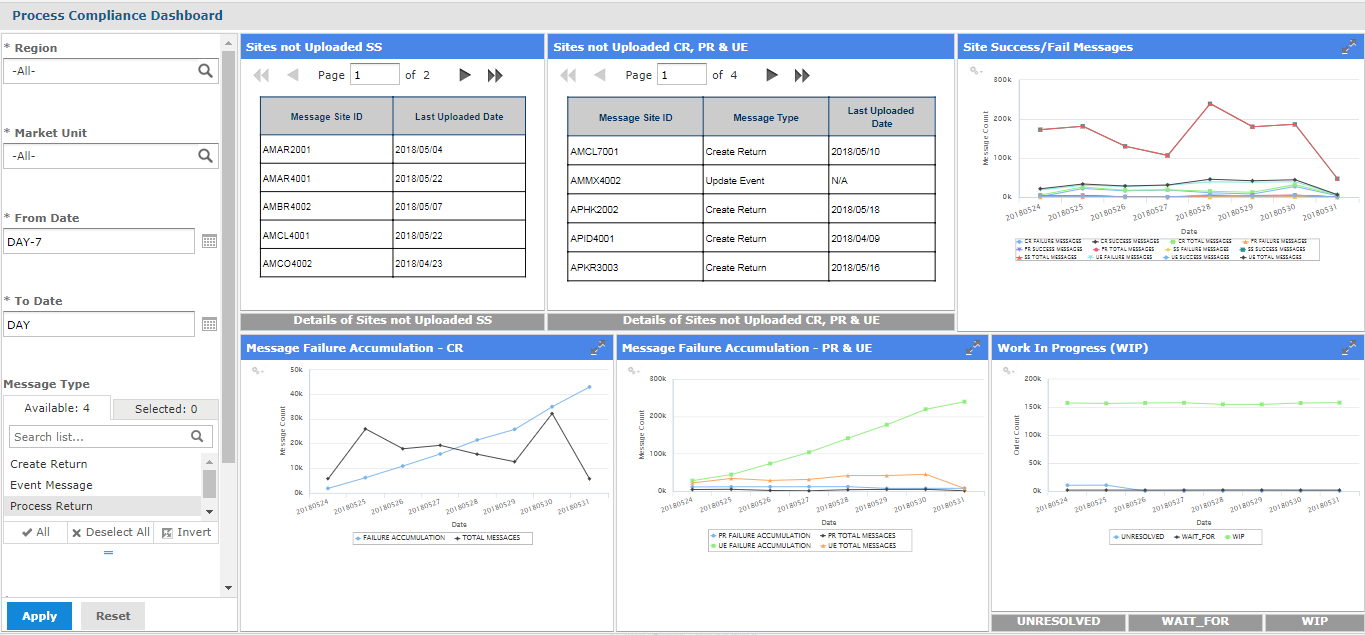 Process Compliance Dashboard
* Region
-All-
* Market Unit
-All-
* From Date
DAY-7
* To Date
DAY
Message Type
Available: 4 Selected: 0
Search list...
Create Return
Event Message
Process Return
All Deselect All Invert
Apply Reset
Sites not Uploaded SS
Page 1 of 2
Message Site ID Last Uploaded Date
AMAR2001 2018/05/04
AMAR4001 2018/05/22
AMBR4002 2018/05/07
AMCL4001 2018/05/22
AMCO4002 2018/04/23
Details of Sites not Uploaded SS
Sites not Uploaded CR, PR & UE
Page 1 of 4
Message Site ID Message Type Last Uploaded Date
AMCL7001 Create Return 2018/05/10
AMMX4002 Update Event N/A
APHK2002 Create Return 2018/05/18
APID4001 Create Return 2018/04/09
APKR3003 Create Return 2018/05/16
Details of Sites not Uploaded CR, PR & UE
Site Success/Fail Messages
Message Count
300k
200k
100k
0k
20180524 20180525 20180526 20180527 20180528 20180529 20180530 20180531
Date
CR FAILURE MESSAGES CR SUCCESS MESSAGES CR TOTAL MESSAGES PR FAILURE MESSAGES
PR SUCCESS MESSAGES PR TOTAL MESSAGES SS FAILURE MESSAGES SS SUCCESS MESSAGES
SS TOTAL MESSAGES UE FAILURE MESSAGES UE SUCCESS MESSAGES UE TOTAL MESSAGES
Message Failure Accumulation - CR
Message Count
50k
40k
30k
20k
10k
0k
20180524 20180525 20180526 20180527 20180528 20180529 20180530 20180531
Date
FAILURE ACCUMULATION TOTAL MESSAGES
Message Failure Accumulation - PR & UE
Message Count
300k
200k
100k
0k
20180524 20180525 20180526 20180527 20180528 20180529 20180530 20180531
Date
PR FAILURE ACCUMULATION PR TOTAL MESSAGES
UE FAILURE ACCUMULATION UE TOTAL MESSAGES
Work In Progress (WIP)
Order Count
200k
150k
100k
50k
0k
20180524 20180525 20180526 20180527 20180528 20180529 20180530 20180531
Date
UNRESOLVED WAIT_FOR WIP
UNRESOLVED WAIT_FOR WIP